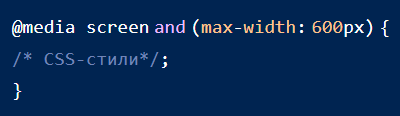 @media screen and (max-width: 600px) {
/* CSS-стили*/;
}